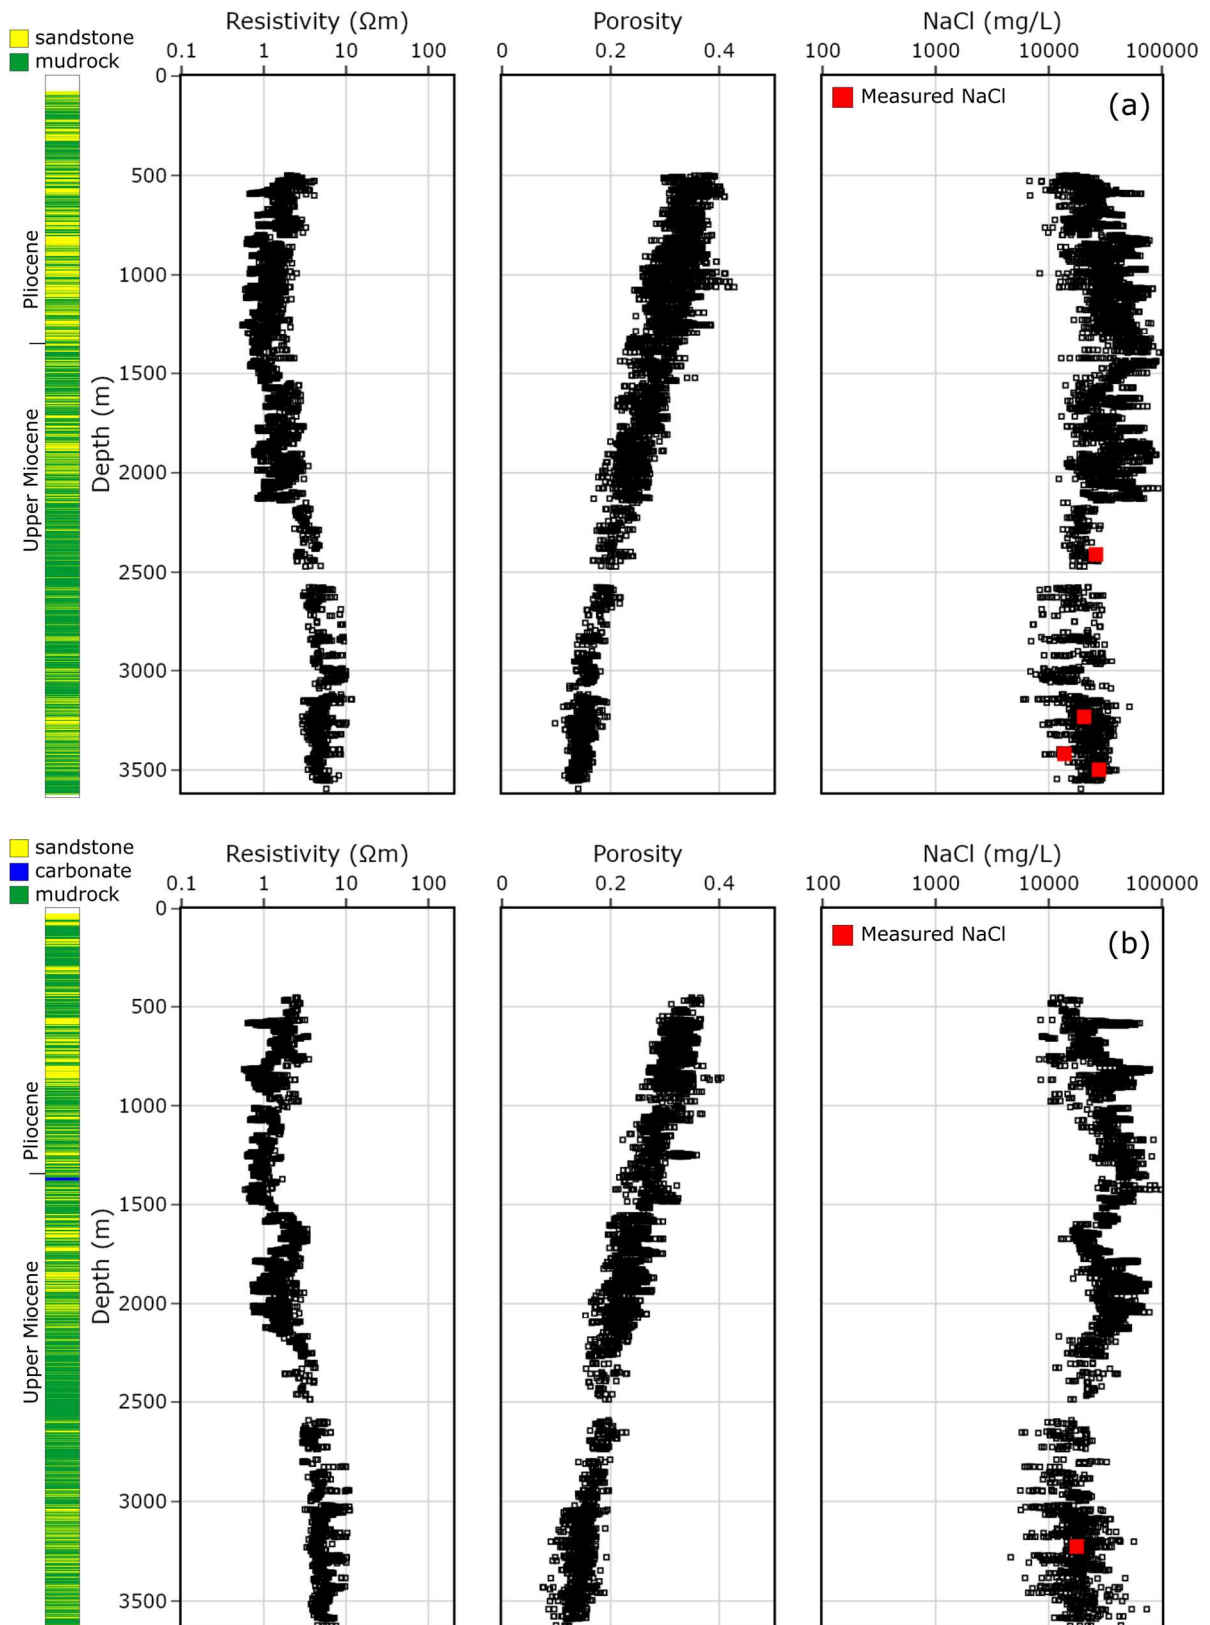 Resistivity (Ωm) Porosity NaCl (mg/L)
sandstone
mudrock
0.1 1 10 100 0 0.2 0.4 100 1000 10000 100000
0
Measured NaCl
(a)
500
1000
1500
2000
2500
3000
3500
Depth (m)
Pliocene
Upper Miocene
sandstone
carbonate
mudrock
Resistivity (Ωm) Porosity NaCl (mg/L)
0.1 1 10 100 0 0.2 0.4 100 1000 10000 100000
0
Measured NaCl
(b)
500
1000
1500
2000
2500
3000
3500
Depth (m)
Pliocene
Upper Miocene